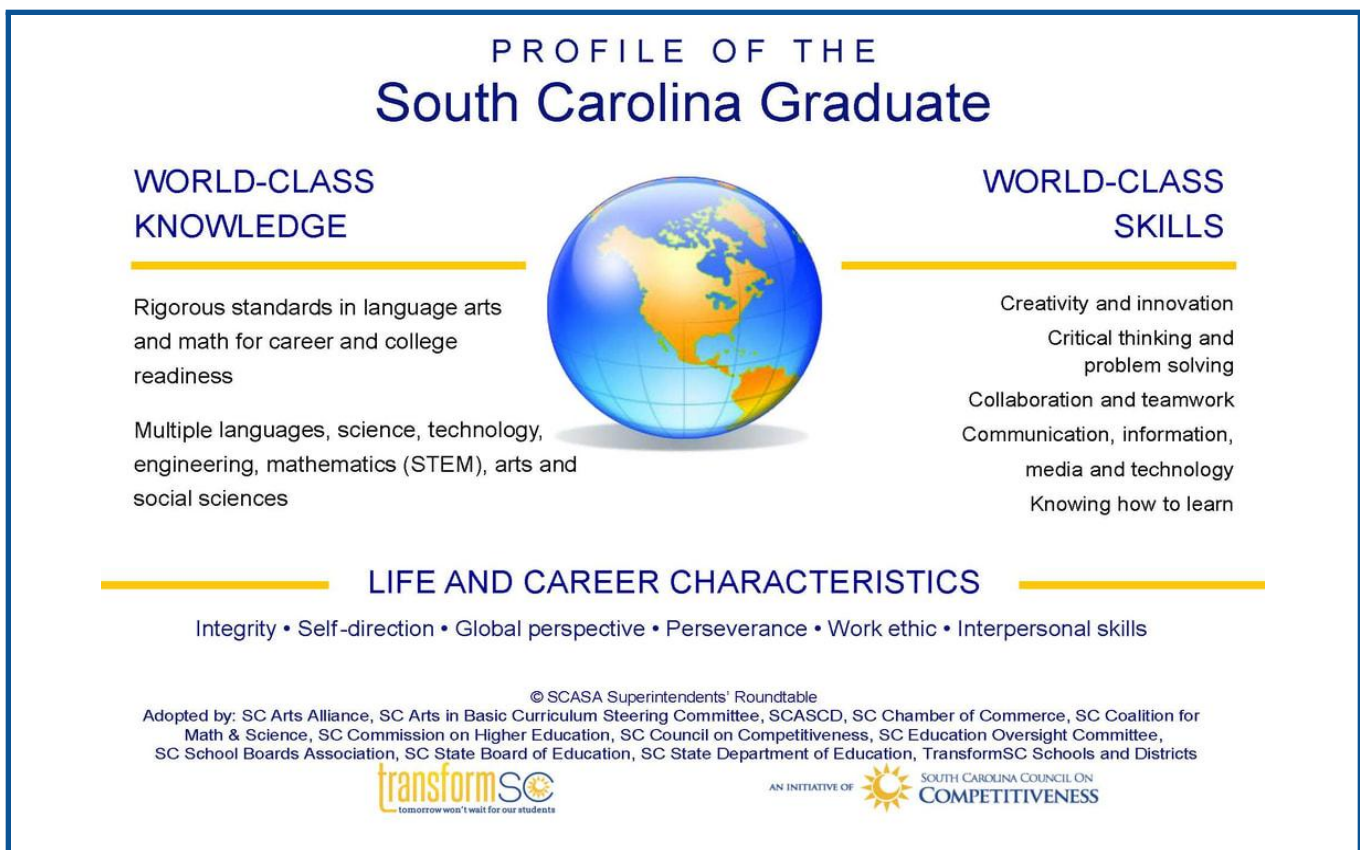 PROFILE OF THE
South Carolina Graduate
WORLD-CLASS
KNOWLEDGE
Rigorous standards in language arts
and math for career and college
readiness
Multiple languages, science, technology,
engineering, mathematics (STEM), arts and
social sciences
WORLD-CLASS
SKILLS
Creativity and innovation
Critical thinking and
problem solving
Collaboration and teamwork
Communication, information,
media and technology
Knowing how to learn
LIFE AND CAREER CHARACTERISTICS
Integrity • Self-direction • Global perspective • Perseverance • Work ethic • Interpersonal skills
© SCASA Superintendents' Roundtable
Adopted by: SC Arts Alliance, SC Arts in Basic Curriculum Steering Committee, SCASCD, SC Chamber of Commerce, SC Coalition for
Math & Science, SC Commission on Higher Education, SC Council on Competitiveness, SC Education Oversight Committee,
SC School Boards Association, SC State Board of Education, SC State Department of Education, TransformSC Schools and Districts
transformSC
tomorrow won't wait for our students
AN INITIATIVE OF
SOUTH CAROLINA COUNCIL ON
COMPETITIVENESS